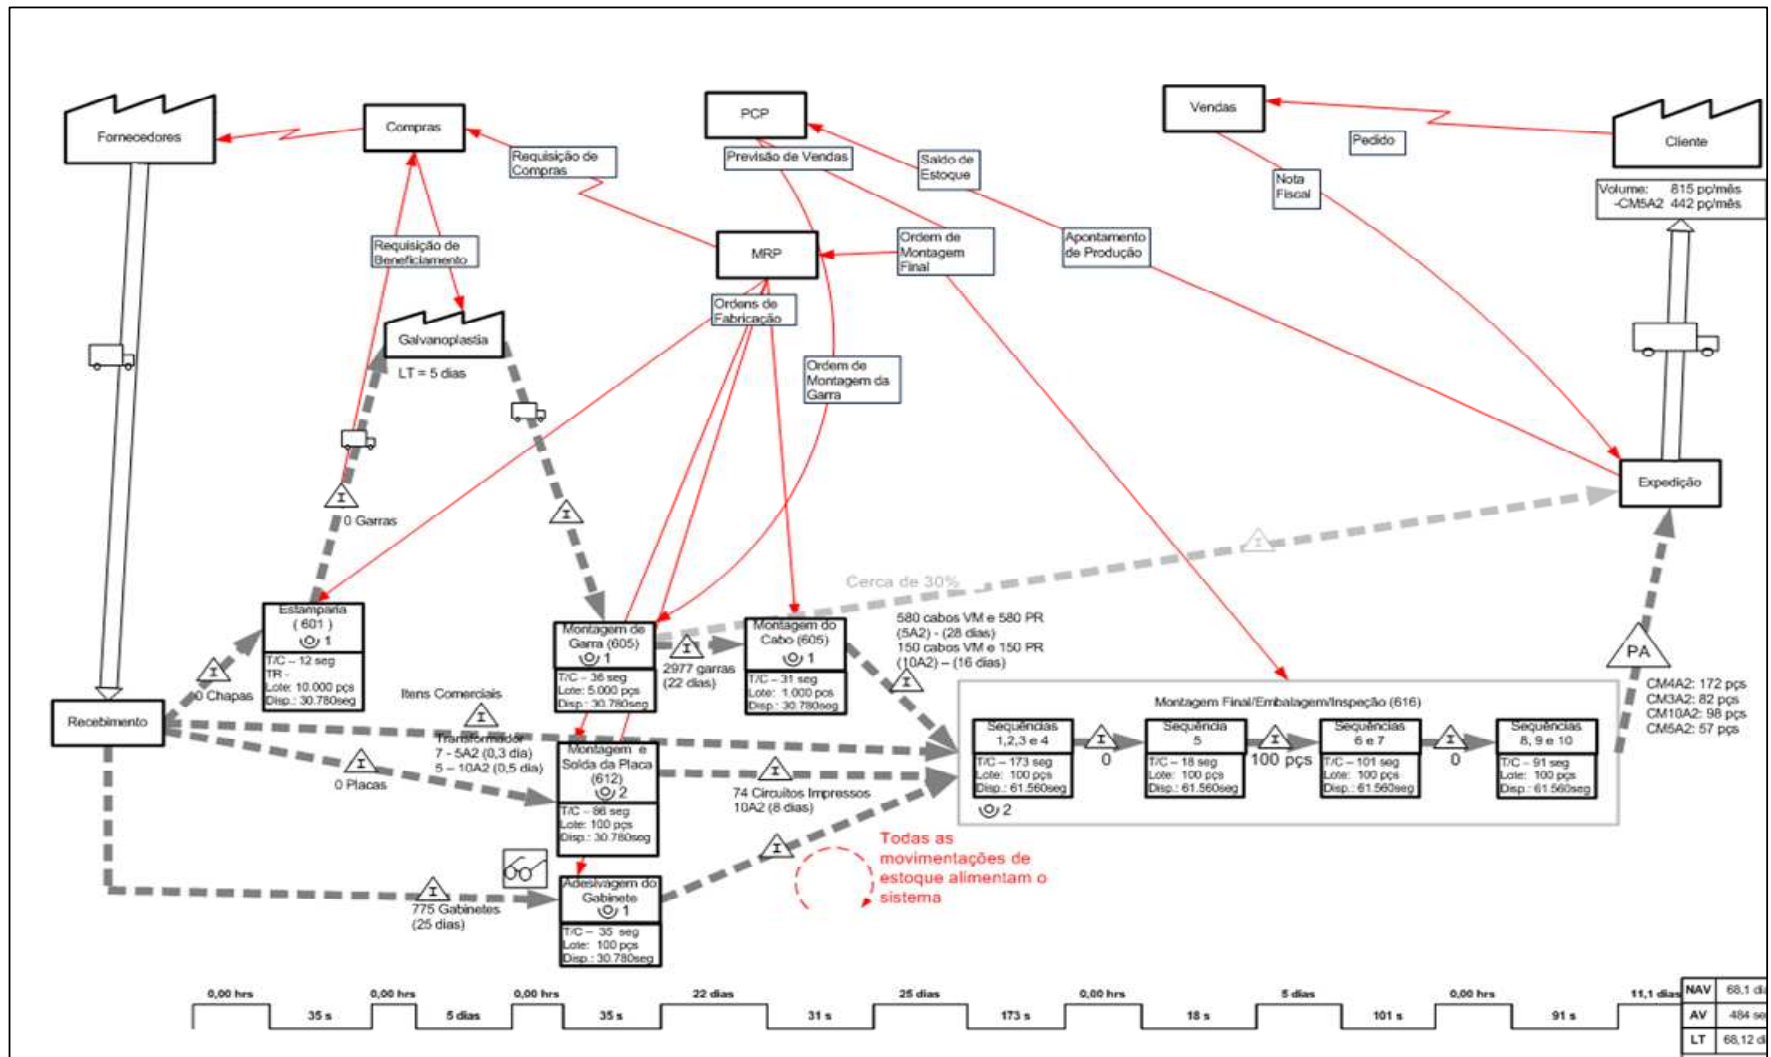 Fornecedores
Compras
PCP
Vendas
Cliente
Requisição de
Compras
Previsão de Vendas
Saldo de
Estoque
Pedido
Nota
Fiscal
Volume: 815 pç/mês
-CM5A2 442 pç/mês
Requisição de
Beneficiamento
MRP
Ordem de
Montagem
Final
Apontamento
de Produção
Ordens de
Fabricação
Galvanoplastia
LT = 5 dias
Ordem de
Montagem da
Garra
I
0 Garras
I
I
Expedição
Cerca de 30%
Estamparia
( 601 )
1
T/C – 12 seg
TR -
Lote: 10.000 pçs
Disp.: 30.780seg
Montagem de
Garra (605)
1
T/C – 36 seg
Lote: 5.000 pçs
Disp.: 30.780seg
I
2977 garras
(22 dias)
Montagem do
Cabo (605)
1
T/C – 31 seg
Lote: 1.000 pçs
Disp.: 30.780seg
580 cabos VM e 580 PR
(5A2) - (28 dias)
150 cabos VM e 150 PR
(10A2) – (16 dias)
I
PA
CM4A2: 172 pçs
CM3A2: 82 pçs
CM10A2: 98 pçs
CM5A2: 57 pçs
I
0 Chapas
Recebimento
Itens Comerciais
I
Transformador
7 - 5A2 (0,3 dia)
5 – 10A2 (0,5 dia)
I
0 Placas
Montagem e
Solda da Placa
(612)
2
T/C – 86 seg
Lote: 100 pçs
Disp.: 30.780seg
I
74 Circuitos Impressos
10A2 (8 dias)
Montagem Final/Embalagem/Inspeção (616)
Sequências
1,2,3 e 4
T/C – 173 seg
Lote: 100 pçs
Disp.: 61.560seg
2
I
0
Sequência
5
T/C – 18 seg
Lote: 100 pçs
Disp.: 61.560seg
I
100 pçs
Sequências
6 e 7
T/C – 101 seg
Lote: 100 pçs
Disp.: 61.560seg
I
0
Sequências
8, 9 e 10
T/C – 91 seg
Lote: 100 pçs
Disp.: 61.560seg
I
Todas as
movimentações de
estoque alimentam o
sistema
I
775 Gabinetes
(25 dias)
Adesivagem do
Gabinete
1
T/C – 35 seg
Lote: 100 pçs
Disp.: 30.780seg
0,00 hrs 0,00 hrs 0,00 hrs 22 dias 25 dias 0,00 hrs 5 dias 0,00 hrs 11,1 dias
35 s 5 dias 35 s 31 s 173 s 18 s 101 s 91 s
NAV 68,1
AV 484
LT 68,12